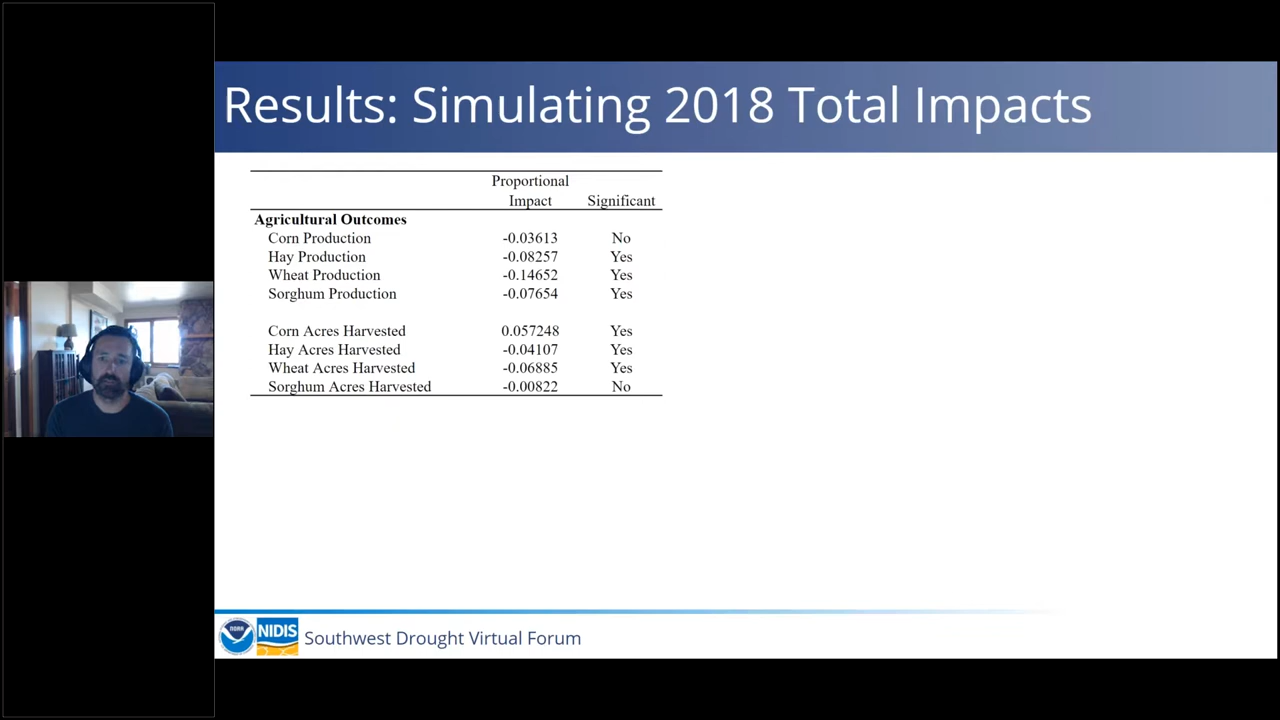 Results: Simulating 2018 Total Impacts
Proportional
Impact Significant
Agricultural Outcomes
Corn Production -0.03613 No
Hay Production -0.08257 Yes
Wheat Production -0.14652 Yes
Sorghum Production -0.07654 Yes
Corn Acres Harvested 0.057248 Yes
Hay Acres Harvested -0.04107 Yes
Wheat Acres Harvested -0.06885 Yes
Sorghum Acres Harvested -0.00822 No
NOAA NIDIS Southwest Drought Virtual Forum